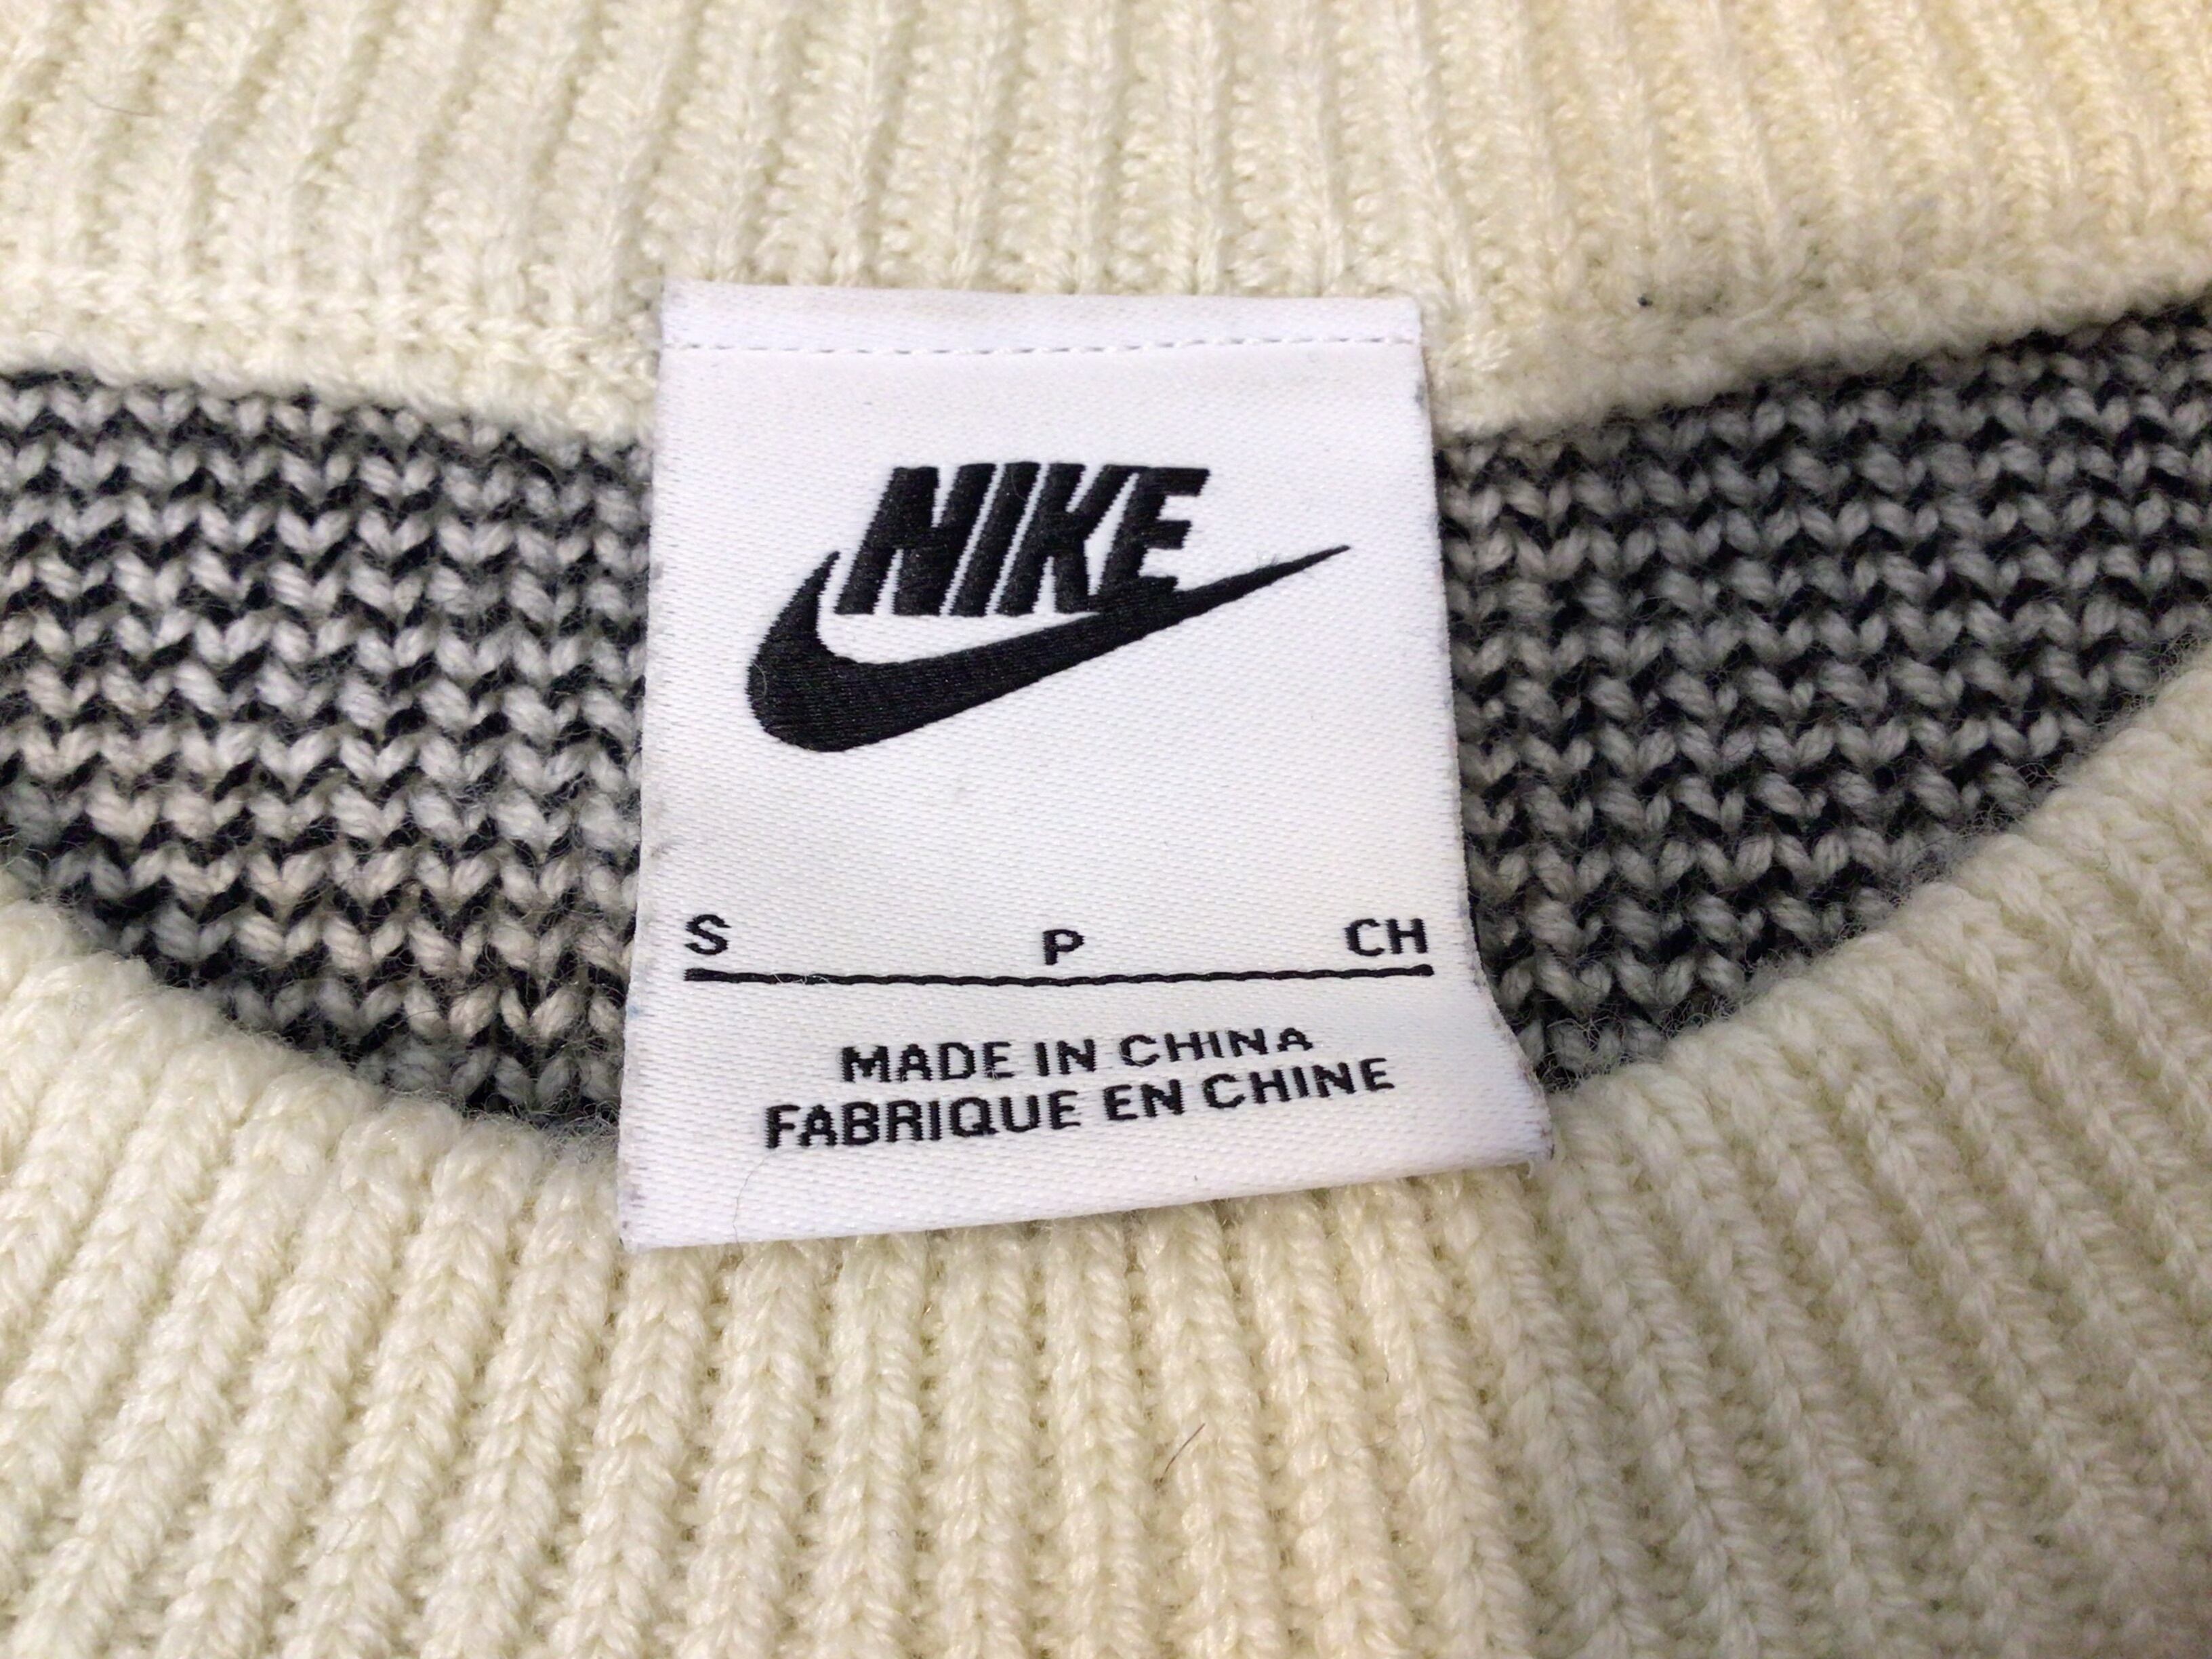 NIKE
S P CH
MADE IN CHINA
FABRIQUE EN CHINE